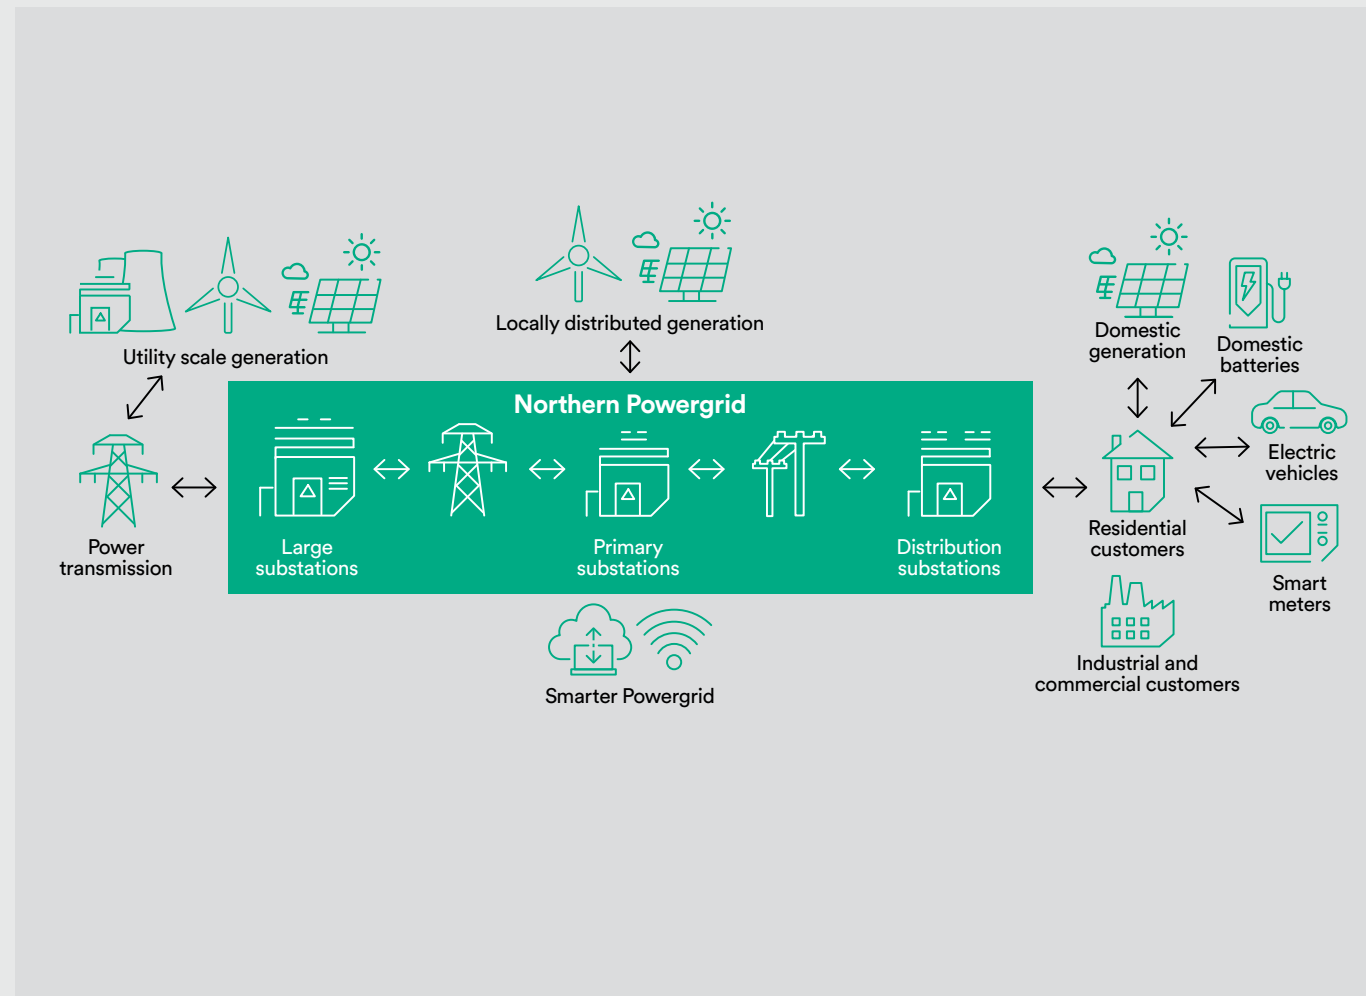 Utility scale generation
Locally distributed generation
Domestic
generation
Domestic
batteries
Northern Powergrid
Electric
vehicles
Power
transmission
Large
substations
Primary
substations
Distribution
substations
Residential
customers
Smart
meters
Smarter Powergrid
Industrial and
commercial customers